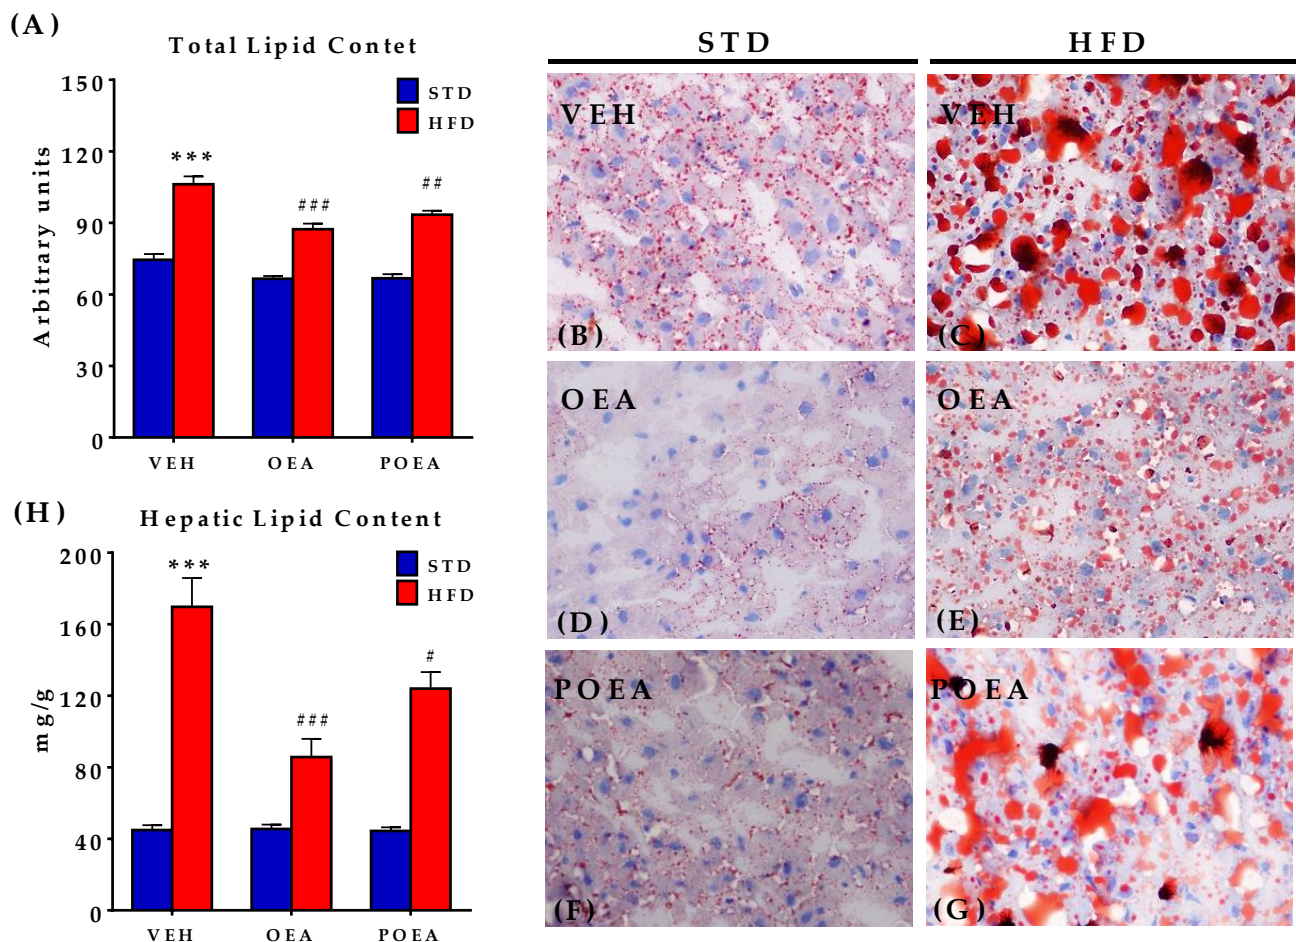 (A)
Total Lipid Contet
Arbitrary units
150
120
90
60
30
0
STD
HFD
***
###
##
VEH OEA POEA
(H)
Hepatic Lipid Content
mg/g
200
160
120
80
40
0
STD
HFD
***
###
#
VEH OEA POEA
STD HFD
VEH
(B)
VEH
(C)
OEA
(D)
OEA
(E)
POEA
(F)
POEA
(G)